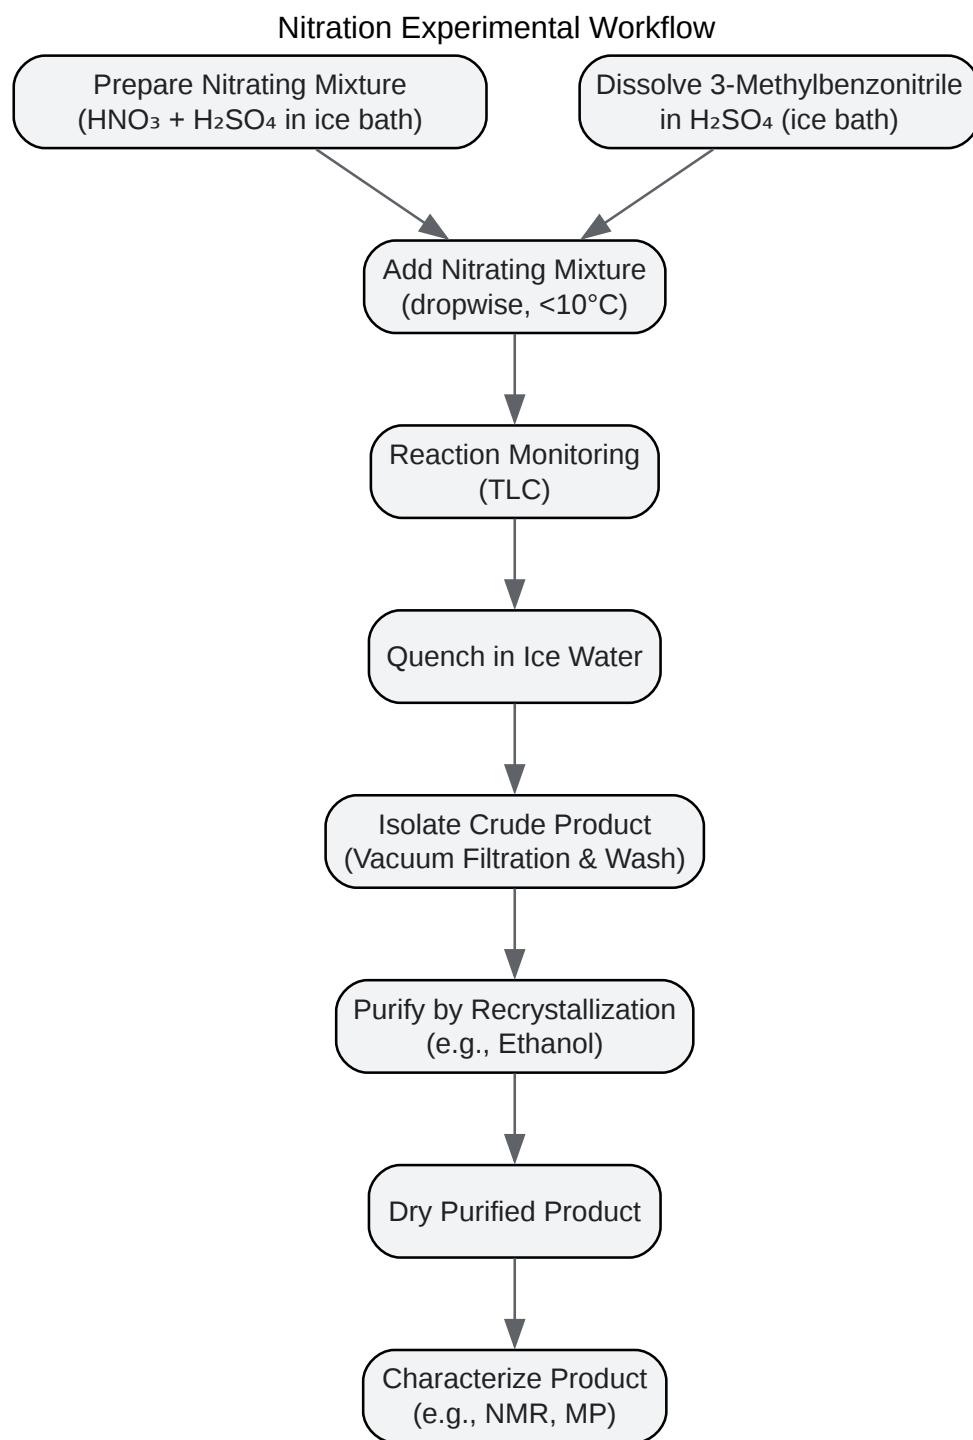 Nitration Experimental Workflow
Prepare Nitrating Mixture
(HNO₃ + H₂SO₄ in ice bath)
Dissolve 3-Methylbenzonitrile
in H₂SO₄ (ice bath)
Add Nitrating Mixture
(dropwise, <10°C)
Reaction Monitoring
(TLC)
Quench in Ice Water
Isolate Crude Product
(Vacuum Filtration & Wash)
Purify by Recrystallization
(e.g., Ethanol)
Dry Purified Product
Characterize Product
(e.g., NMR, MP)